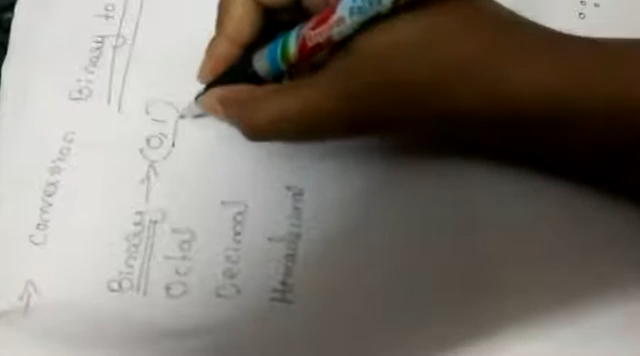 → Conversion
Binary to
Binary → (0,1)
Octal
Decimal
Hexadecimal